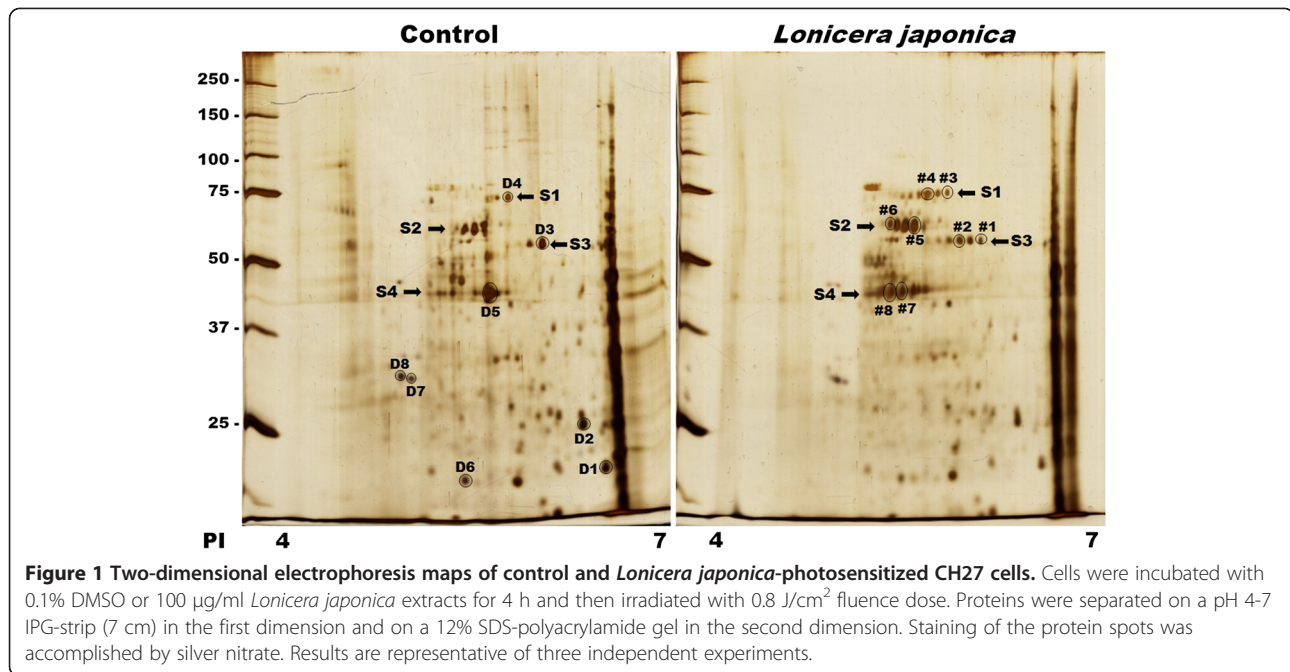 Control
Lonicera japonica
250 -
150 -
100 -
75 -
50 -
37 -
25 -
D4
S1
S2
D3
S3
S4
D5
D8
D7
D2
D6
D1
#4 #3
S1
#6
S2
#5
#2 #1
S3
S4
#8 #7
PI 4 7 4 7
Figure 1 Two-dimensional electrophoresis maps of control and Lonicera japonica-photosensitized CH27 cells. Cells were incubated with
0.1% DMSO or 100 μg/ml Lonicera japonica extracts for 4 h and then irradiated with 0.8 J/cm² fluence dose. Proteins were separated on a pH 4-7
IPG-strip (7 cm) in the first dimension and on a 12% SDS-polyacrylamide gel in the second dimension. Staining of the protein spots was
accomplished by silver nitrate. Results are representative of three independent experiments.